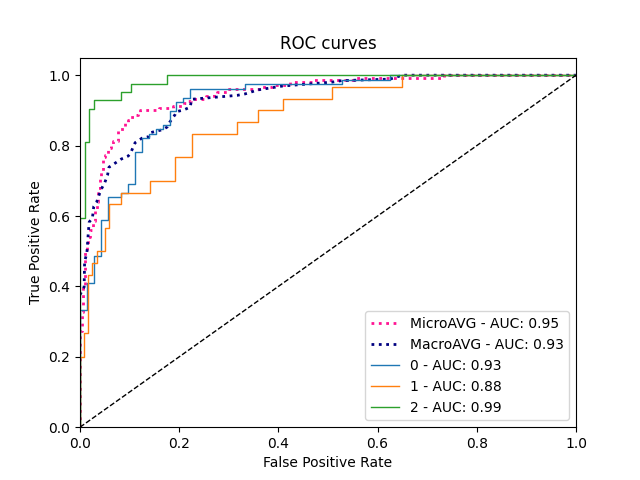 ROC curves
True Positive Rate
1.0
0.8
0.6
0.4
0.2
0.0
0.0 0.2 0.4 0.6 0.8 1.0
False Positive Rate
MicroAVG - AUC: 0.95
MacroAVG - AUC: 0.93
0 - AUC: 0.93
1 - AUC: 0.88
2 - AUC: 0.99